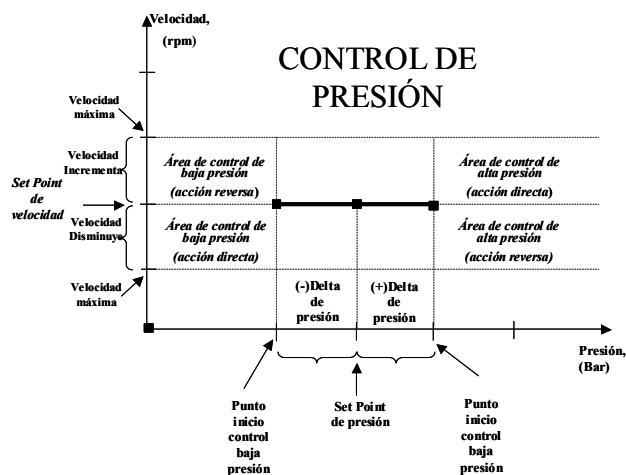 Velocidad,
(rpm)
CONTROL DE
PRESIÓN
Velocidad
máxima
Velocidad
Incrementa
Set Point
de
velocidad
Velocidad
Disminuye
Velocidad
máxima
Área de control de
baja presión
(acción reversa)
Área de control de
alta presión
(acción directa)
Área de control de
baja presión
(acción directa)
Área de control de
alta presión
(acción reversa)
(-)Delta
de
presión
(+)Delta
de
presión
Presión,
(Bar)
Punto
inicio
control
baja
presión
Set Point
de presión
Punto
inicio
control
baja
presión